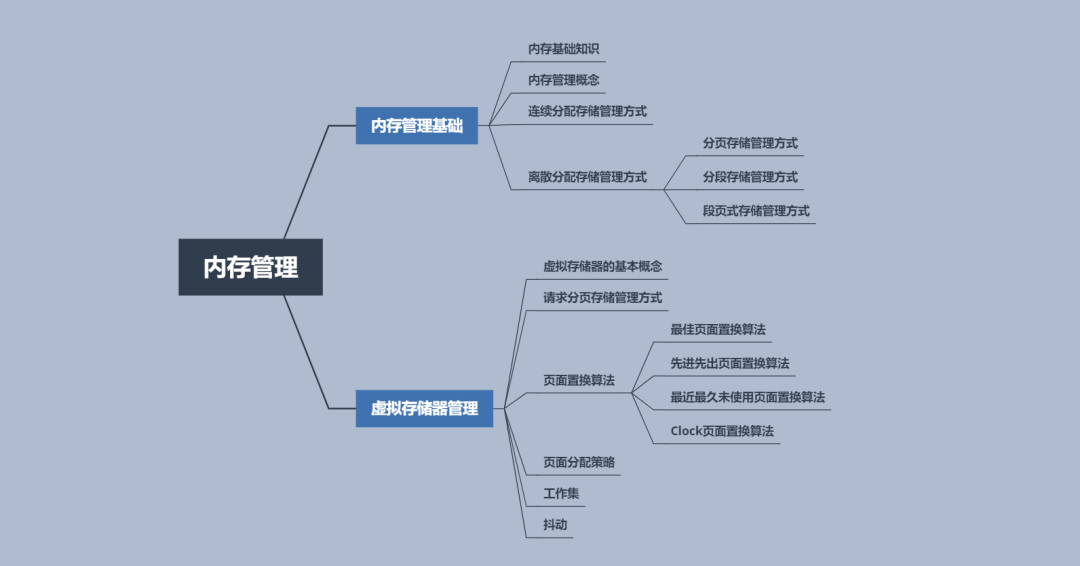 内存管理
内存管理基础
内存基础知识
内存管理概念
连续分配存储管理方式
离散分配存储管理方式
分页存储管理方式
分段存储管理方式
段页式存储管理方式
虚拟存储器管理
虚拟存储器的基本概念
请求分页存储管理方式
页面置换算法
最佳页面置换算法
先进先出页面置换算法
最近最久未使用页面置换算法
Clock页面置换算法
页面分配策略
工作集
抖动